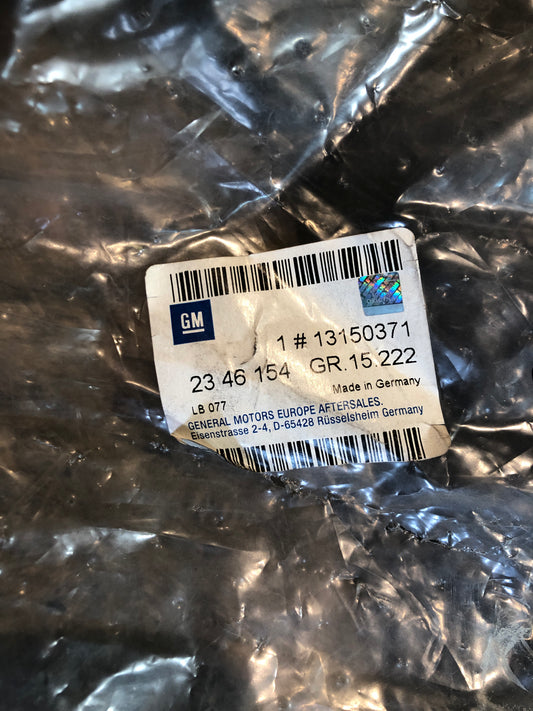 GM
1 # 13150371
23 46 154 GR.15.222
Made in Germany
LB 077
GENERAL MOTORS EUROPE AFTERSALES.
Eisenstrasse 2-4, D-65428 Rüsselsheim Germany